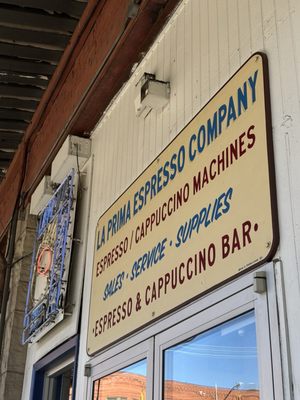 LA PRIMA ESPRESSO COMPANY
ESPRESSO / CAPPUCCINO MACHINES
SALES · SERVICE · SUPPLIES
·ESPRESSO & CAPPUCCINO BAR·